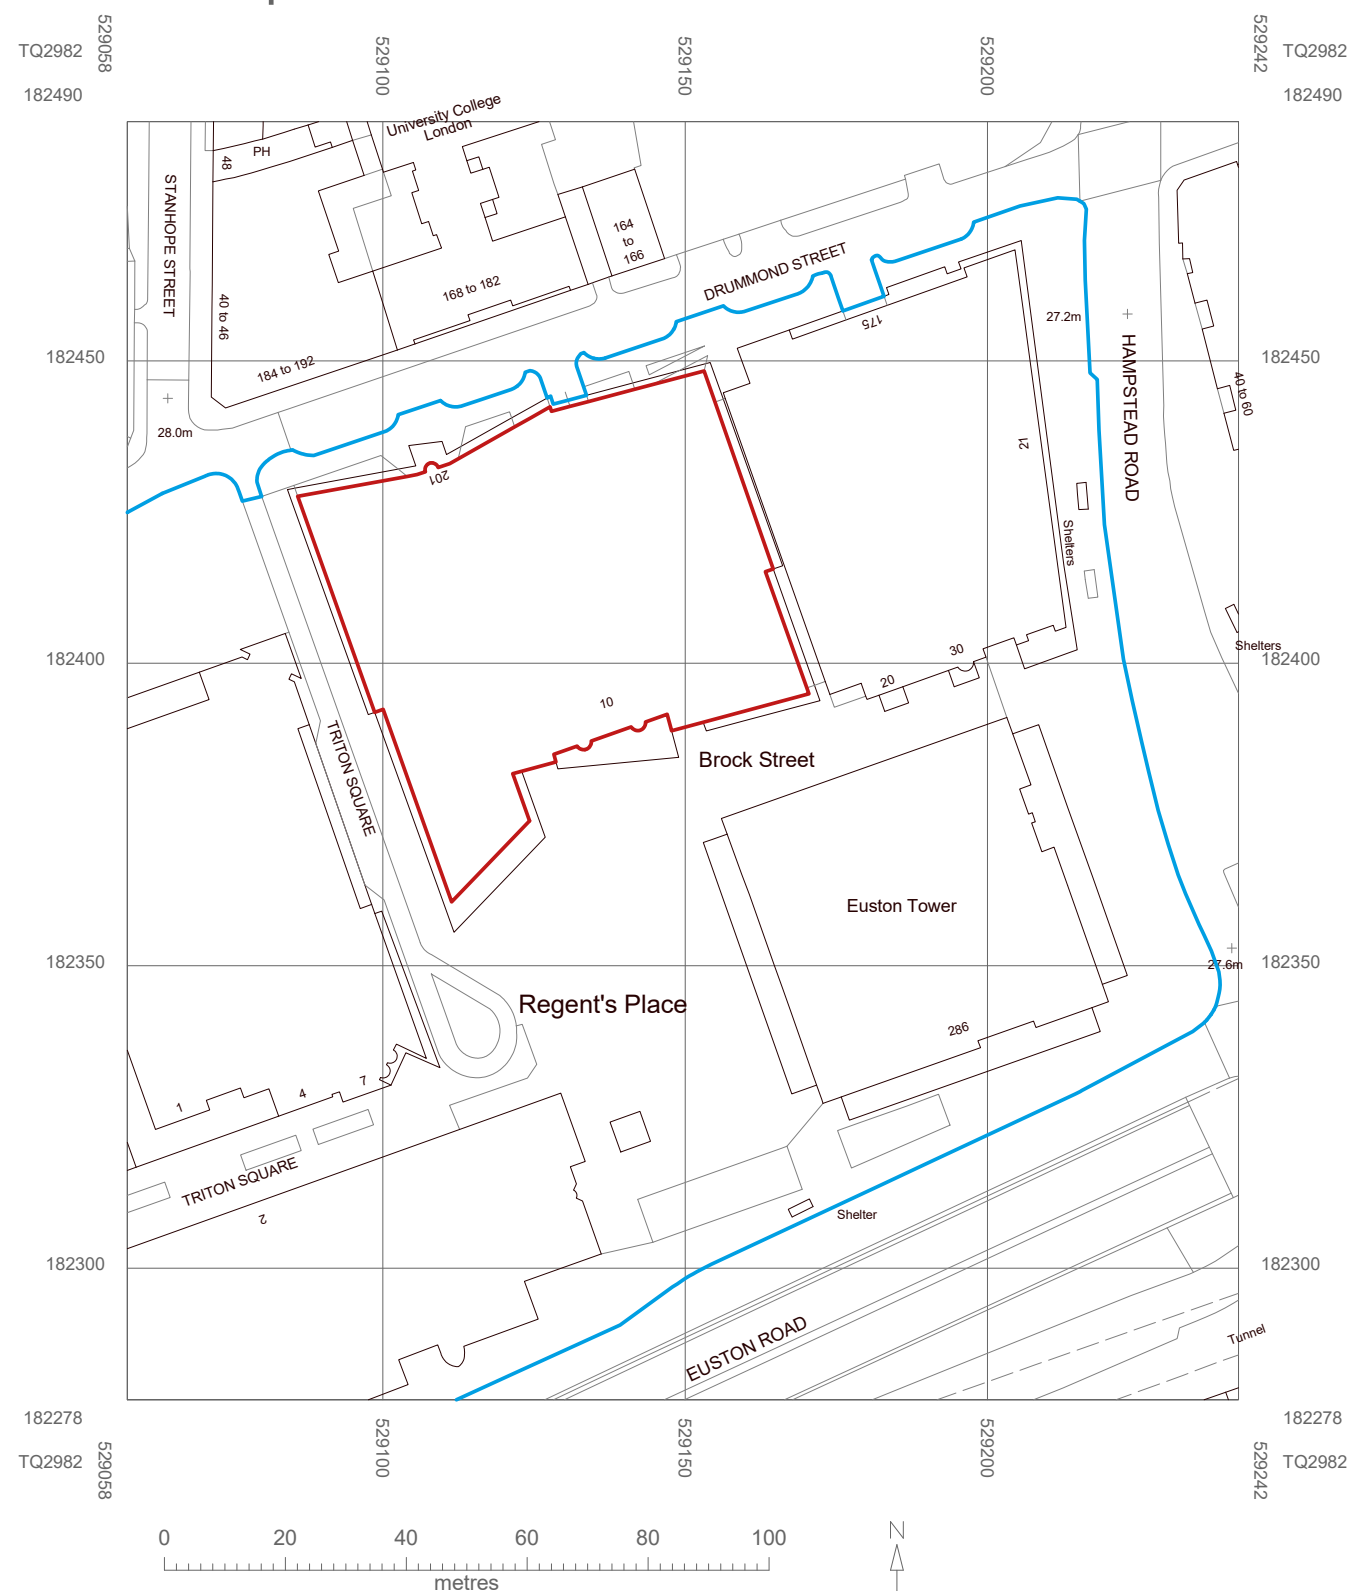 529058
529242
TQ2982
529100
529150
529200
TQ2982
182490
182490
University College
London
PH
48
STANHOPE STREET
164
to
166
DRUMMOND STREET
168 to 182
40 to 46
27.2m
175
HAMPSTEAD ROAD
182450
182450
184 to 192
40 to 60
28.0m
21
201
Shelters
Shelters
182400
182400
30
20
10
TRITON SQUARE
Brock Street
Euston Tower
182350
182350
27.6m
Regent's Place
286
7
4
1
TRITON SQUARE
2
Shelter
182300
182300
EUSTON ROAD
Tunnel
182278
182278
529100
529150
529200
TQ2982
529058
529242
TQ2982
0 20 40 60 80 100
metres
N